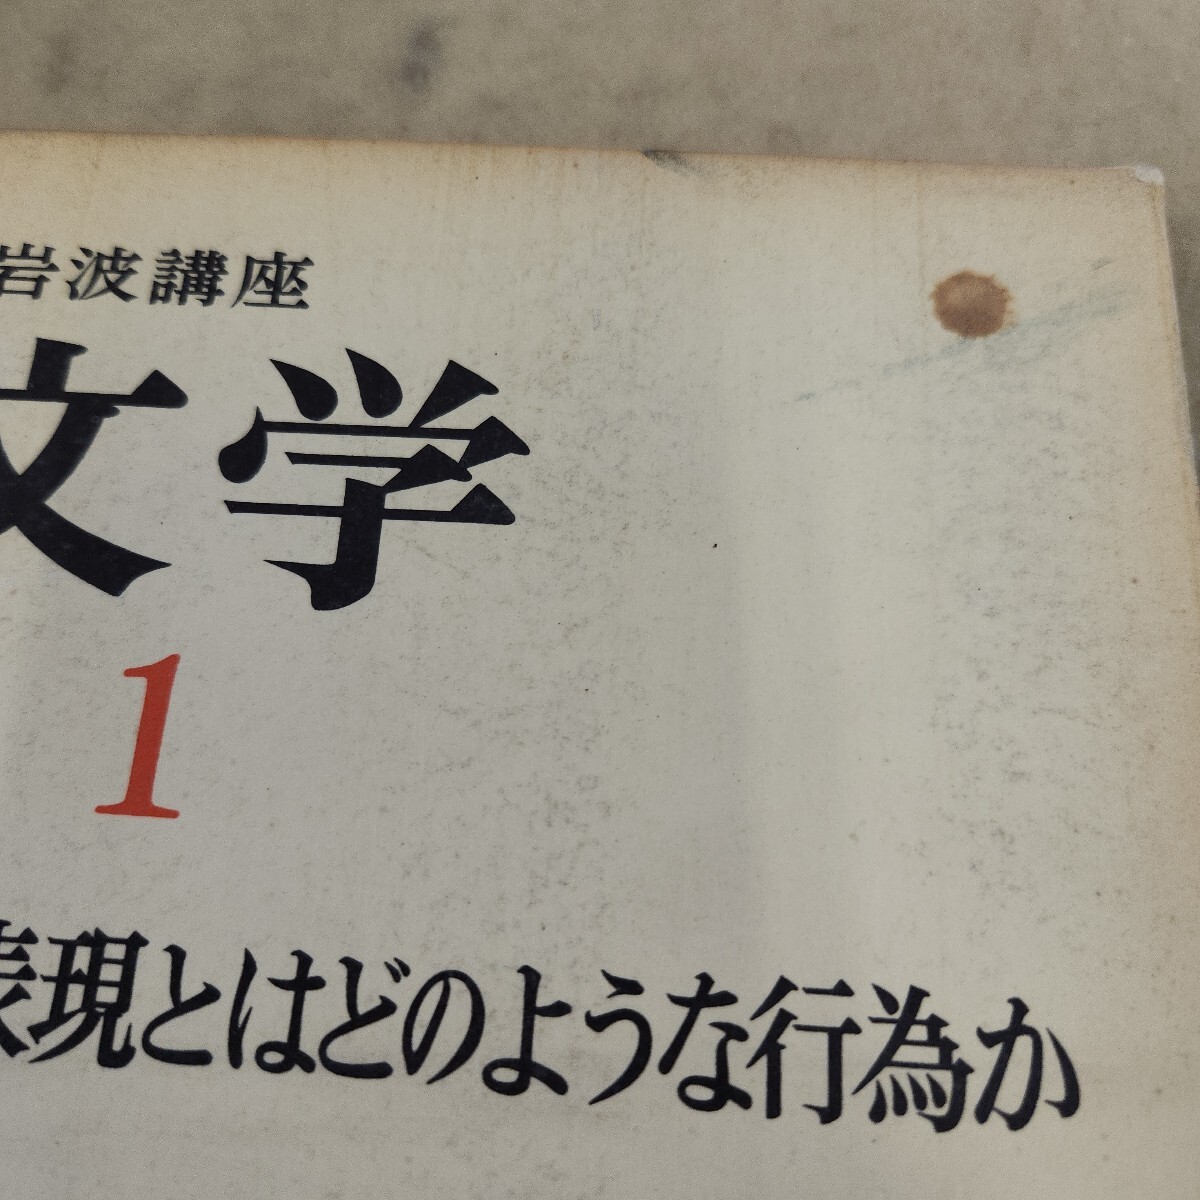 岩波講座
文学
1
表現とはどのような行為か